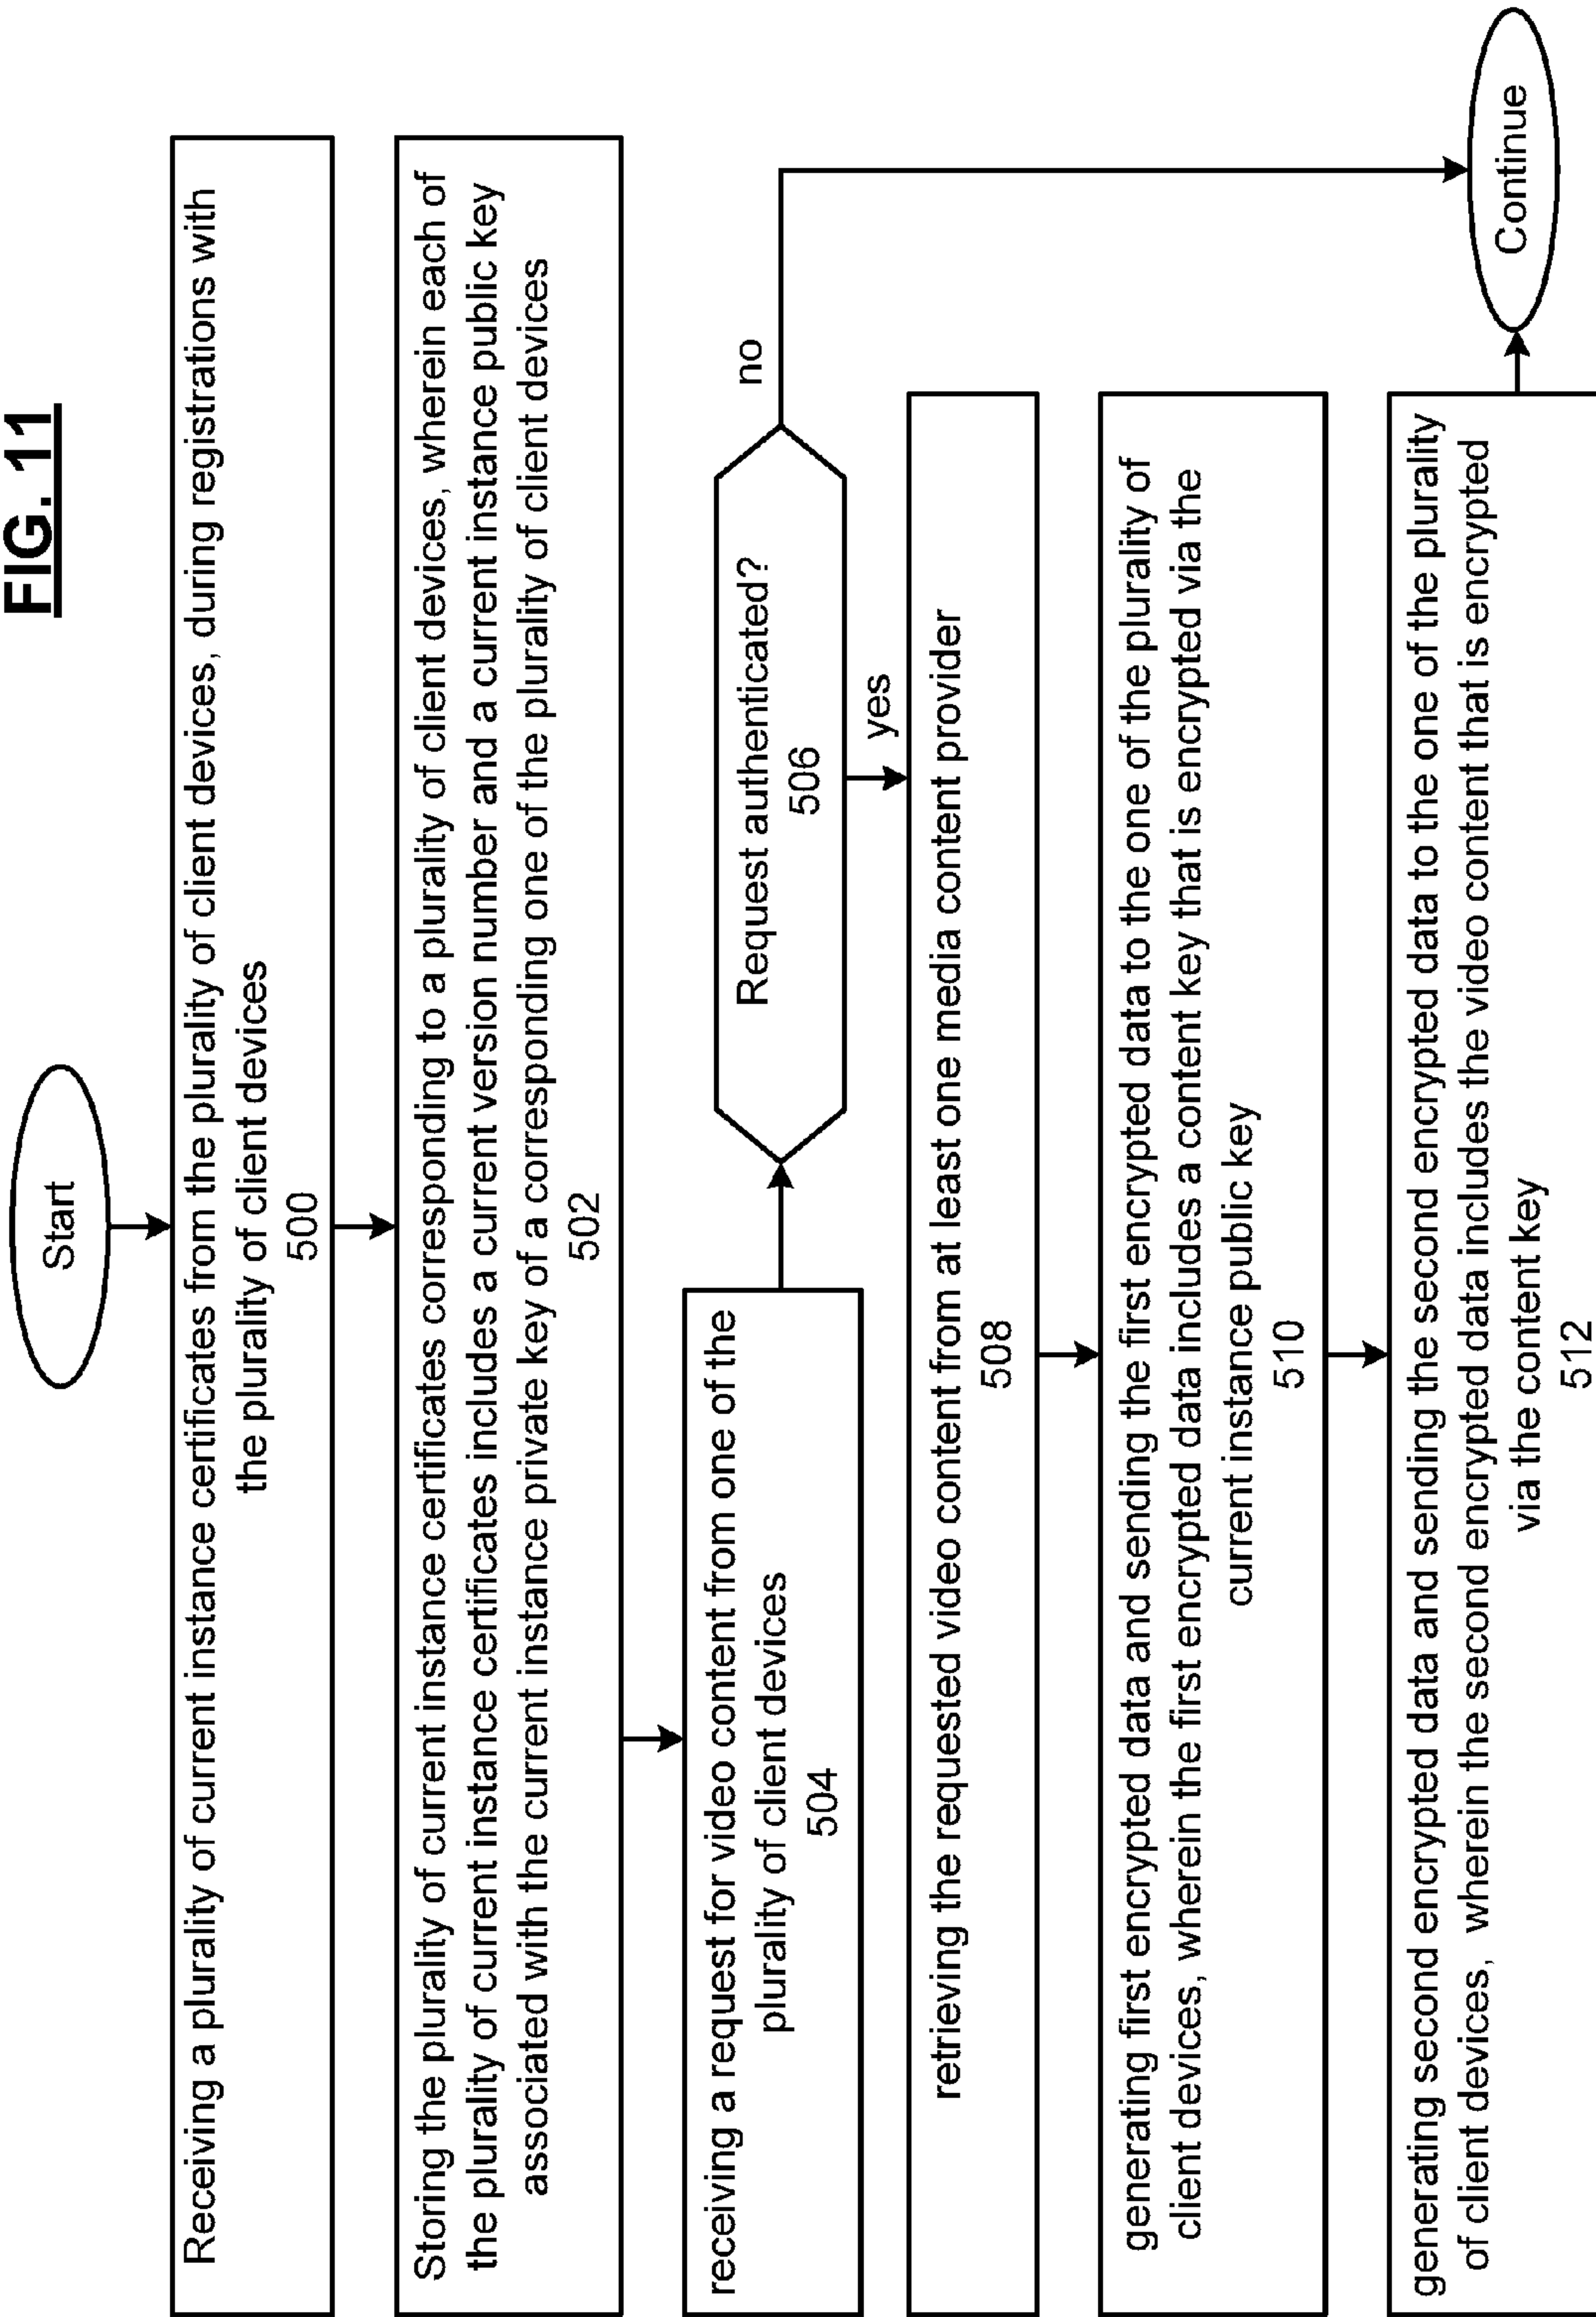 FIG. 11
Start
Receiving a plurality of current instance certificates from the plurality of client devices, during registrations with
the plurality of client devices
500
Storing the plurality of current instance certificates corresponding to a plurality of client devices, wherein each of
the plurality of current instance certificates includes a current version number and a current instance public key
associated with the current instance private key of a corresponding one of the plurality of client devices
502
receiving a request for video content from one of the
plurality of client devices
504
Request authenticated?
506
no
yes
retrieving the requested video content from at least one media content provider
508
generating first encrypted data and sending the first encrypted data to the one of the plurality of
client devices, wherein the first encrypted data includes a content key that is encrypted via the
current instance public key
510
generating second encrypted data and sending the second encrypted data to the one of the plurality
of client devices, wherein the second encrypted data includes the video content that is encrypted
via the content key
512
Continue